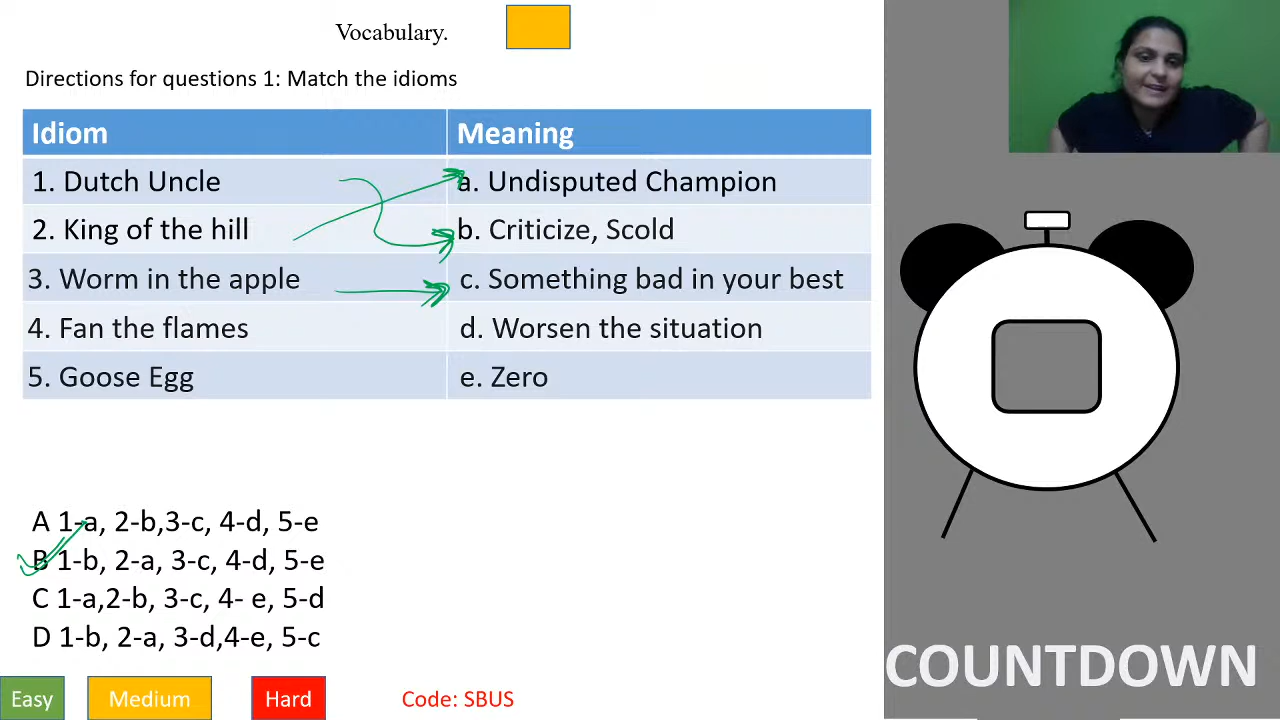 Vocabulary.
Directions for questions 1: Match the idioms
Idiom Meaning
1. Dutch Uncle a. Undisputed Champion
2. King of the hill b. Criticize, Scold
3. Worm in the apple c. Something bad in your best
4. Fan the flames d. Worsen the situation
5. Goose Egg e. Zero
A 1-a, 2-b,3-c, 4-d, 5-e
B 1-b, 2-a, 3-c, 4-d, 5-e
C 1-a,2-b, 3-c, 4- e, 5-d
D 1-b, 2-a, 3-d,4-e, 5-c
COUNTDOWN
Easy Medium Hard Code: SBUS